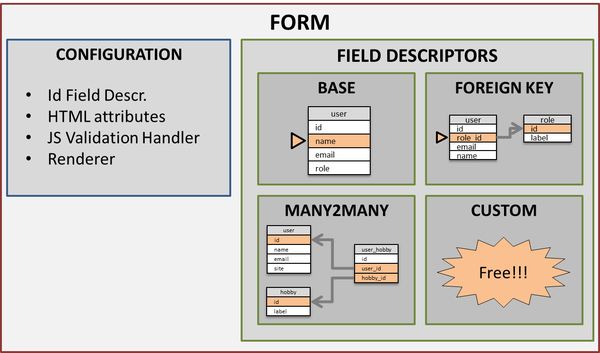 FORM
CONFIGURATION
• Id Field Descr.
• HTML attributes
• JS Validation Handler
• Renderer
FIELD DESCRIPTORS
BASE
user
id
name
email
role
FOREIGN KEY
user
id
role_id
email
name
role
id
label
MANY2MANY
user
id
name
email
site
user_hobby
id
user_id
hobby_id
hobby
id
label
CUSTOM
Free!!!